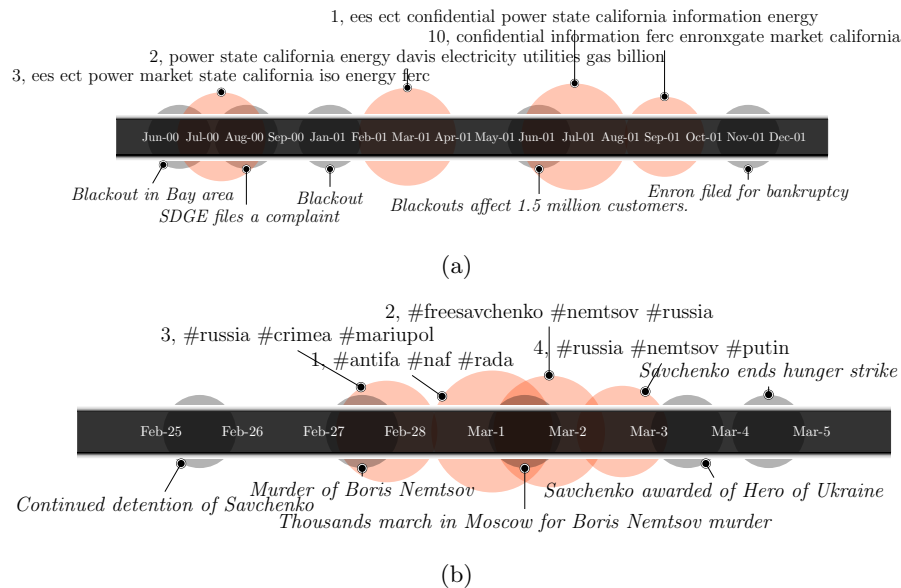 1, ees ect confidential power state california information energy
10, confidential information ferc enronxgate market california
2, power state california energy davis electricity utilities gas billion
3, ees ect power market state california iso energy ferc
Jun-00 Jul-00 Aug-00 Sep-00 Jan-01 Feb-01 Mar-01 Apr-01 May-01 Jun-01 Jul-01 Aug-01 Sep-01 Oct-01 Nov-01 Dec-01
Blackout in Bay area
Blackout
Enron filed for bankruptcy
SDGE files a complaint
Blackouts affect 1.5 million customers.
(a)
2, #freesavchenko #nemtsov #russia
3, #russia #crimea #mariupol
4, #russia #nemtsov #putin
1, #antifa #naf #rada
Savchenko ends hunger strike
Feb-25 Feb-26 Feb-27 Feb-28 Mar-1 Mar-2 Mar-3 Mar-4 Mar-5
Murder of Boris Nemtsov
Savchenko awarded of Hero of Ukraine
Continued detention of Savchenko
Thousands march in Moscow for Boris Nemtsov murder
(b)